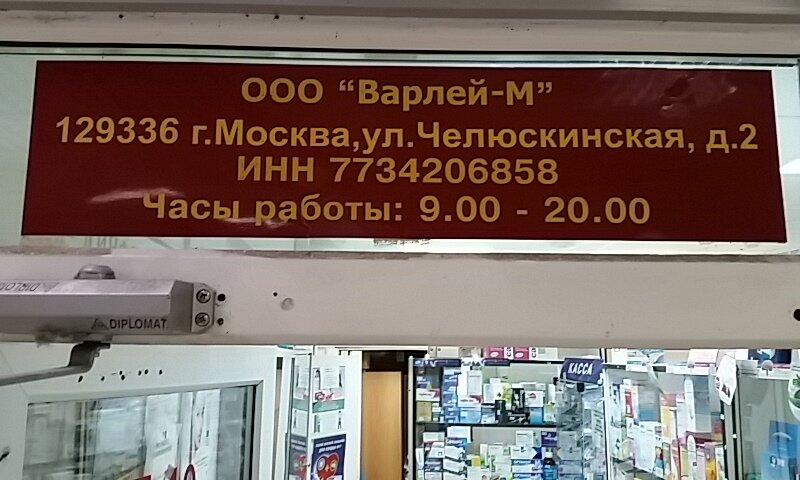 ООО “Варлей-М”
129336 г.Москва,ул.Челюскинская, д.2
ИНН 7734206858
Часы работы: 9.00 - 20.00
DIPLOMAT
КАССА